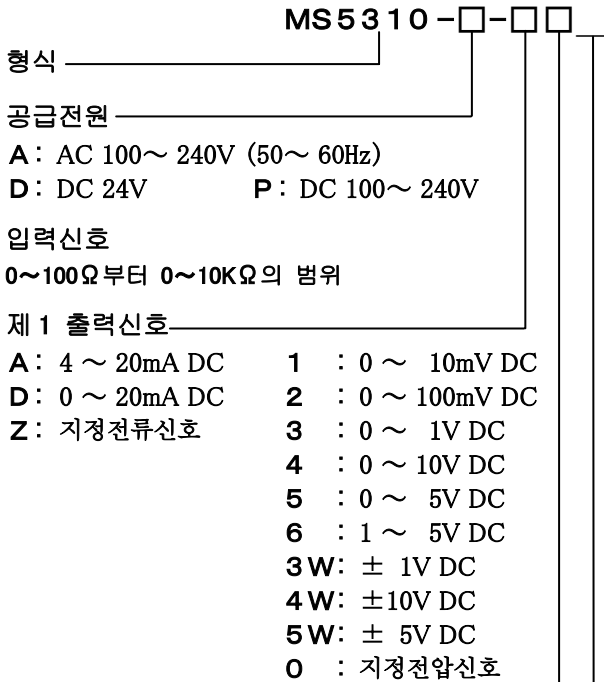 MS5310-□-□□
형식
공급전원
A: AC 100～ 240V (50～ 60Hz)
D: DC 24V P: DC 100～ 240V
입력신호
0～100Ω부터 0～10KΩ의 범위
제 1 출력신호
A: 4 ～ 20mA DC 1 : 0 ～ 10mV DC
D: 0 ～ 20mA DC 2 : 0 ～ 100mV DC
Z: 지정전류신호 3 : 0 ～ 1V DC
4 : 0 ～ 10V DC
5 : 0 ～ 5V DC
6 : 1 ～ 5V DC
3W: ± 1V DC
4W: ±10V DC
5W: ± 5V DC
0 : 지정전압신호